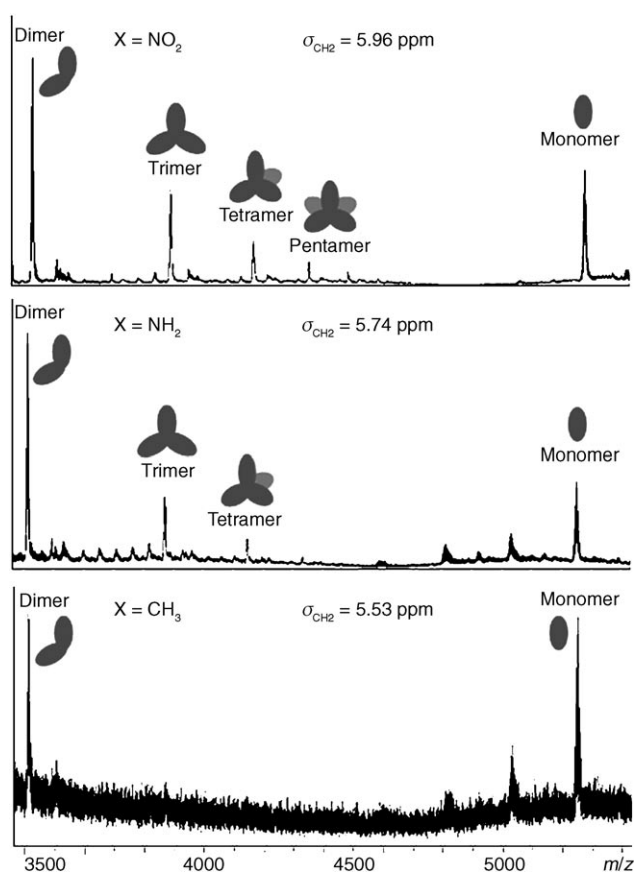 Dimer X = NO₂ σCH2 = 5.96 ppm
Trimer
Tetramer
Pentamer
Monomer
Dimer X = NH₂ σCH2 = 5.74 ppm
Trimer
Tetramer
Monomer
Dimer X = CH₃ σCH2 = 5.53 ppm Monomer
3500 4000 4500 5000 m/z